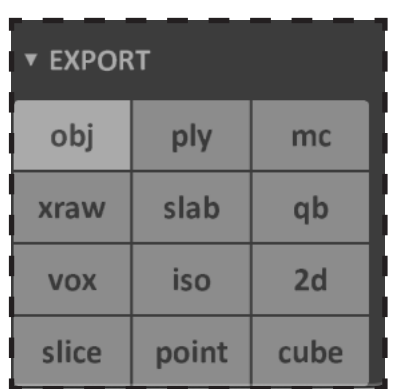 ▼ EXPORT
obj ply mc
xraw slab qb
vox iso 2d
slice point cube